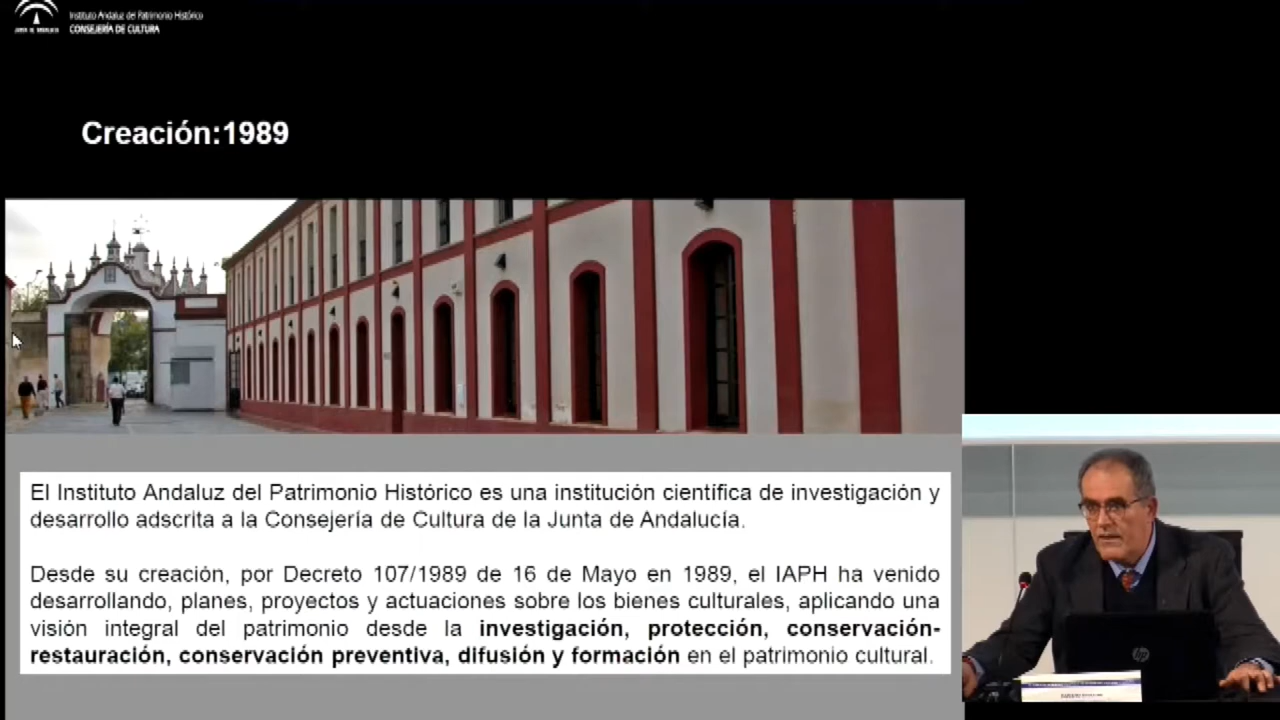 Instituto Andaluz del Patrimonio Histórico
CONSEJERÍA DE CULTURA
JUNTA DE ANDALUCIA
Creación:1989
El Instituto Andaluz del Patrimonio Histórico es una institución científica de investigación y
desarrollo adscrita a la Consejería de Cultura de la Junta de Andalucía.
Desde su creación, por Decreto 107/1989 de 16 de Mayo en 1989, el IAPH ha venido
desarrollando, planes, proyectos y actuaciones sobre los bienes culturales, aplicando una
visión integral del patrimonio desde la investigación, protección, conservación-
restauración, conservación preventiva, difusión y formación en el patrimonio cultural.
hp